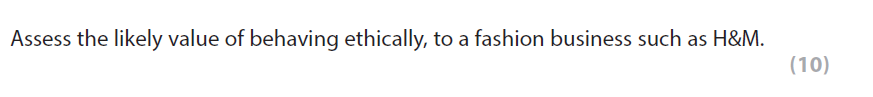 Assess the likely value of behaving ethically, to a fashion business such as H&M.
(10)